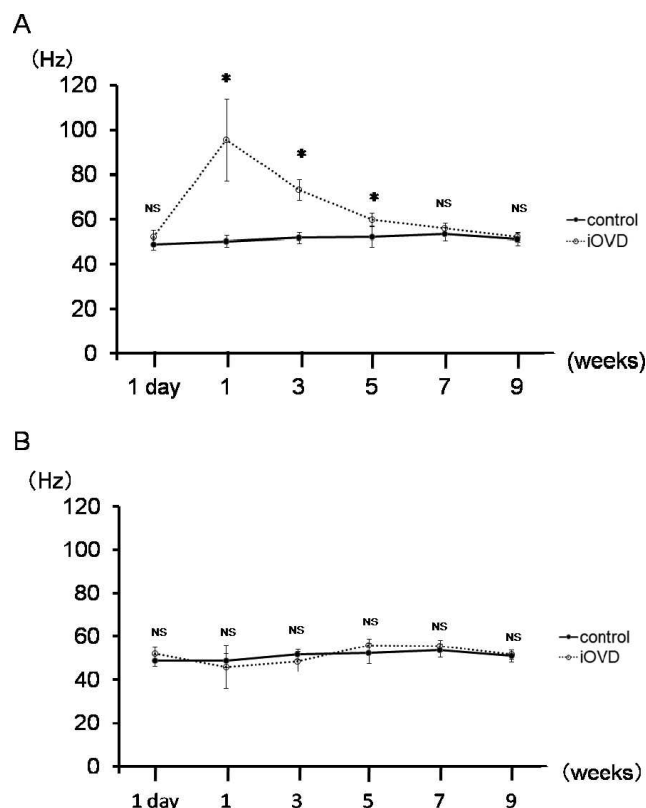 A
(Hz)
120
*
100
*
80
*
NS
NS
NS
60
control
iOVD
40
20
0
1 day 1 3 5 7 9 (weeks)
B
(Hz)
120
100
80
NS NS NS NS NS NS
60
control
iOVD
40
20
0
1 day 1 3 5 7 9 (weeks)